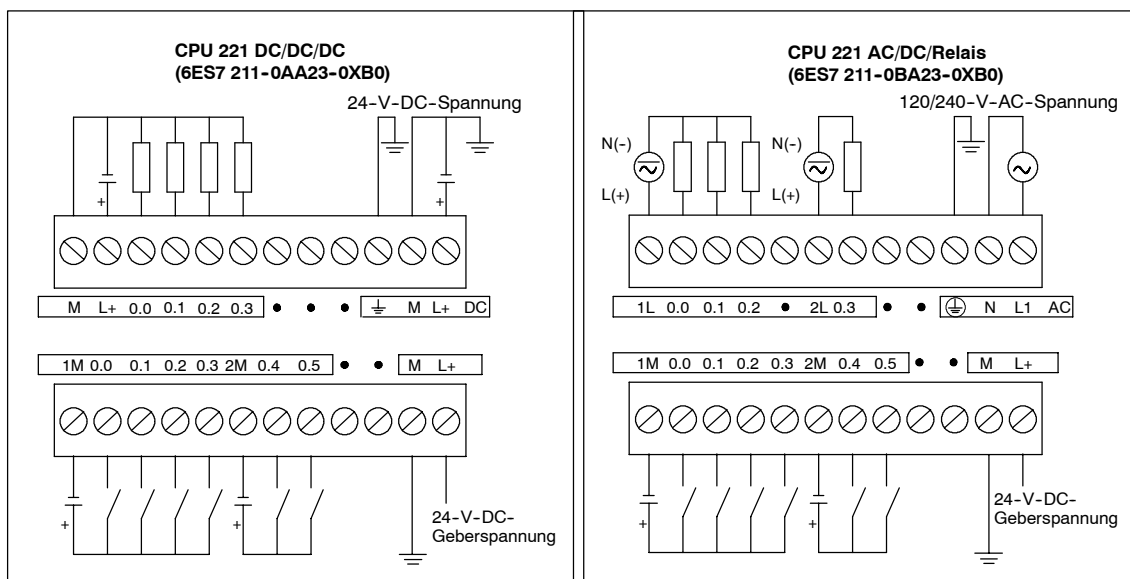 CPU 221 DC/DC/DC
(6ES7 211-0AA23-0XB0)
24-V-DC-Spannung
+
+
M L+ 0.0 0.1 0.2 0.3 • • • ⏚ M L+ DC
1M 0.0 0.1 0.2 0.3 2M 0.4 0.5 • • M L+
+
+
24-V-DC-
Geberspannung
CPU 221 AC/DC/Relais
(6ES7 211-0BA23-0XB0)
120/240-V-AC-Spannung
N(-) N(-)
L(+) L(+)
1L 0.0 0.1 0.2 • 2L 0.3 • • ⏚ N L1 AC
1M 0.0 0.1 0.2 0.3 2M 0.4 0.5 • • M L+
+
+
24-V-DC-
Geberspannung